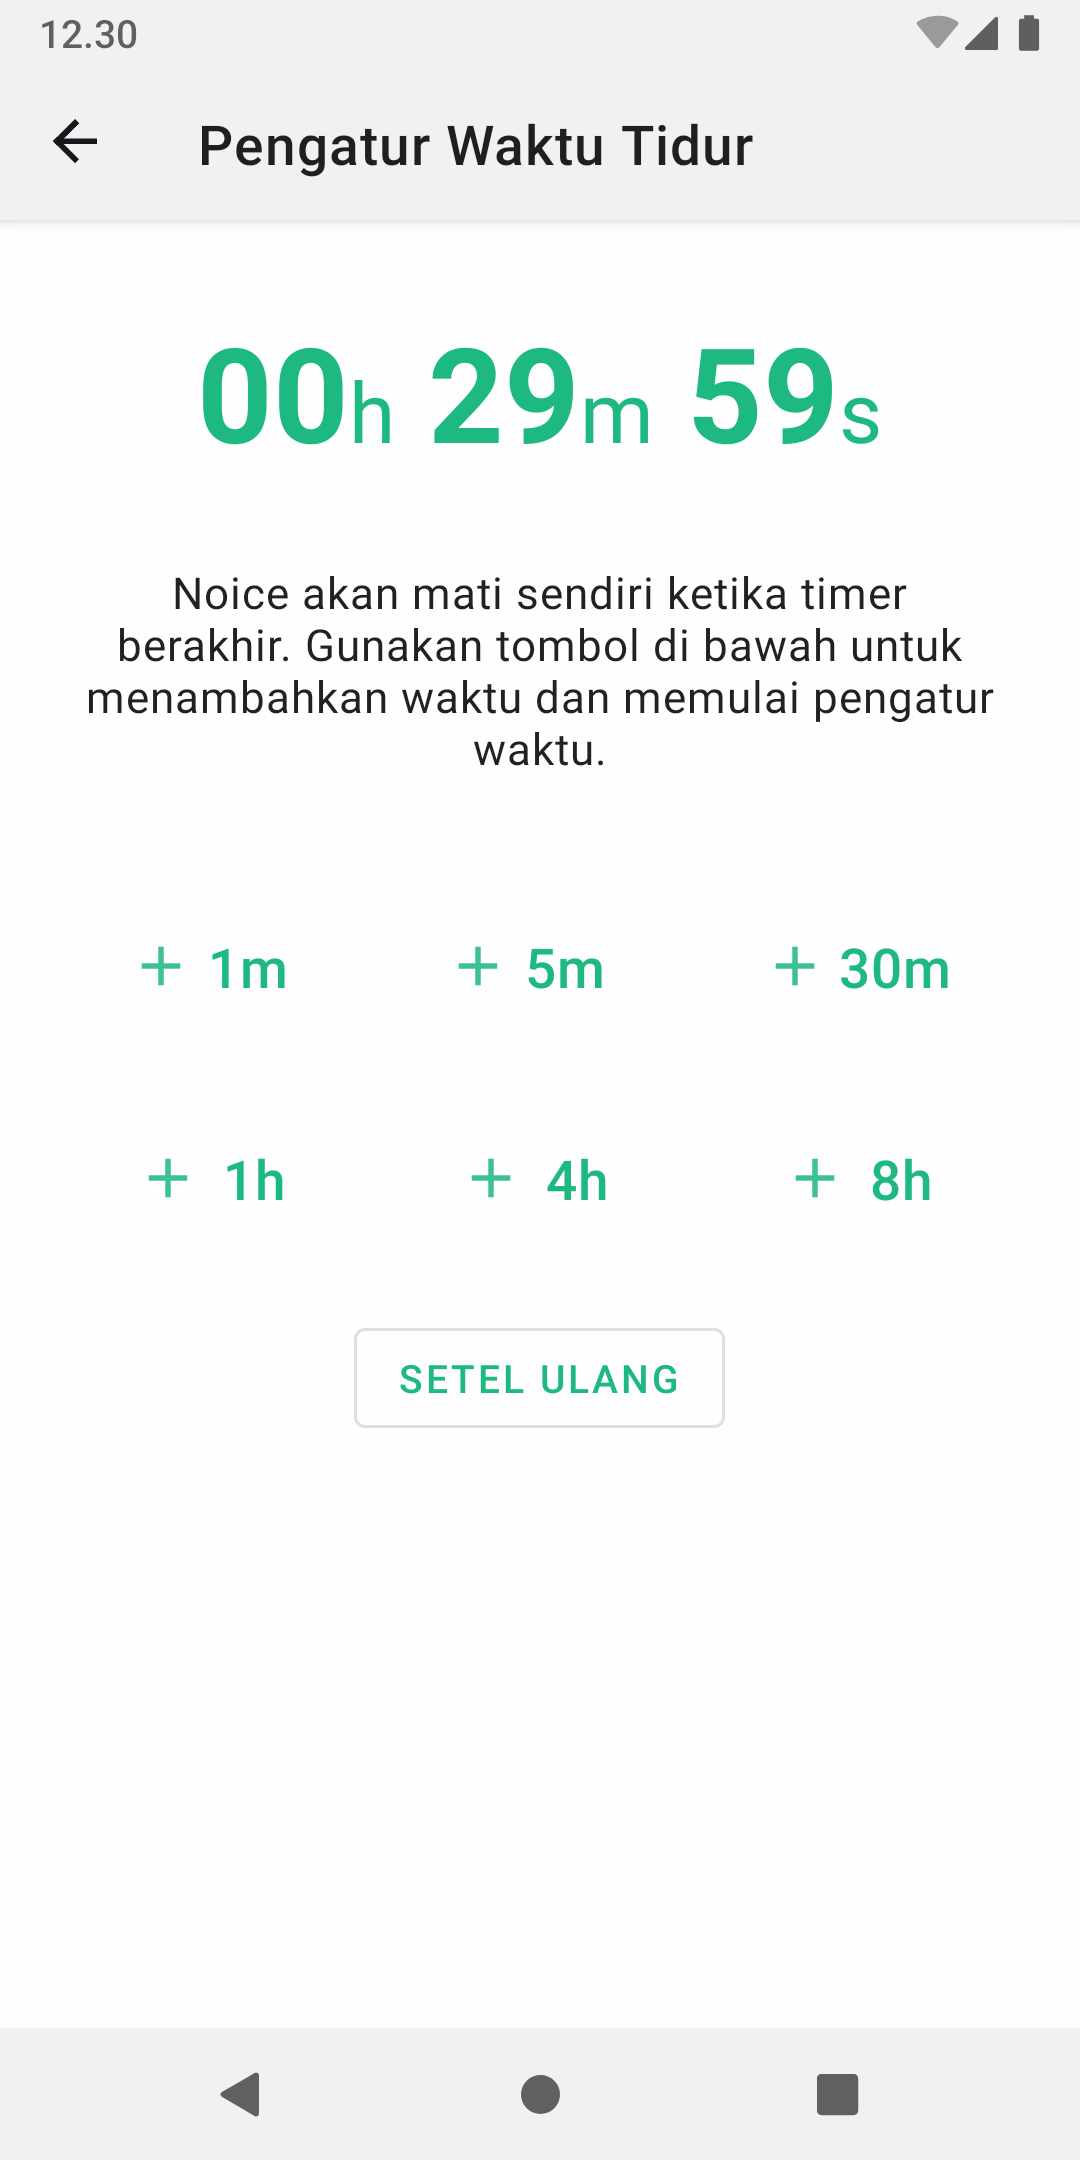 12.30
Pengatur Waktu Tidur
00h 29m 59s
Noice akan mati sendiri ketika timer
berakhir. Gunakan tombol di bawah untuk
menambahkan waktu dan memulai pengatur
waktu.
+ 1m + 5m + 30m
+ 1h + 4h + 8h
SETEL ULANG